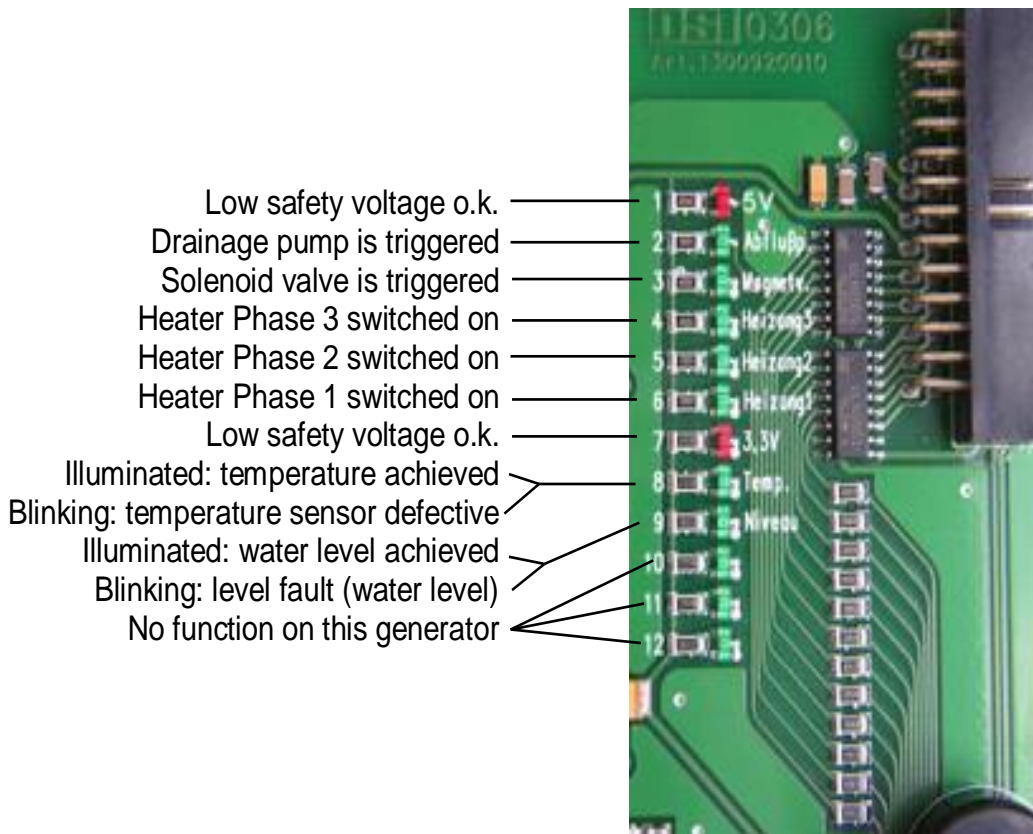 0306
Art.1300920010
Low safety voltage o.k.
1
5V
Drainage pump is triggered
2
Abflußp.
Solenoid valve is triggered
3
Magnetv.
Heater Phase 3 switched on
4
Heizung3
Heater Phase 2 switched on
5
Heizung2
Heater Phase 1 switched on
6
Heizung1
Low safety voltage o.k.
7
3,3V
Illuminated: temperature achieved
8
Temp.
Blinking: temperature sensor defective
9
Niveau
Illuminated: water level achieved
Blinking: level fault (water level)
10
No function on this generator
11
12